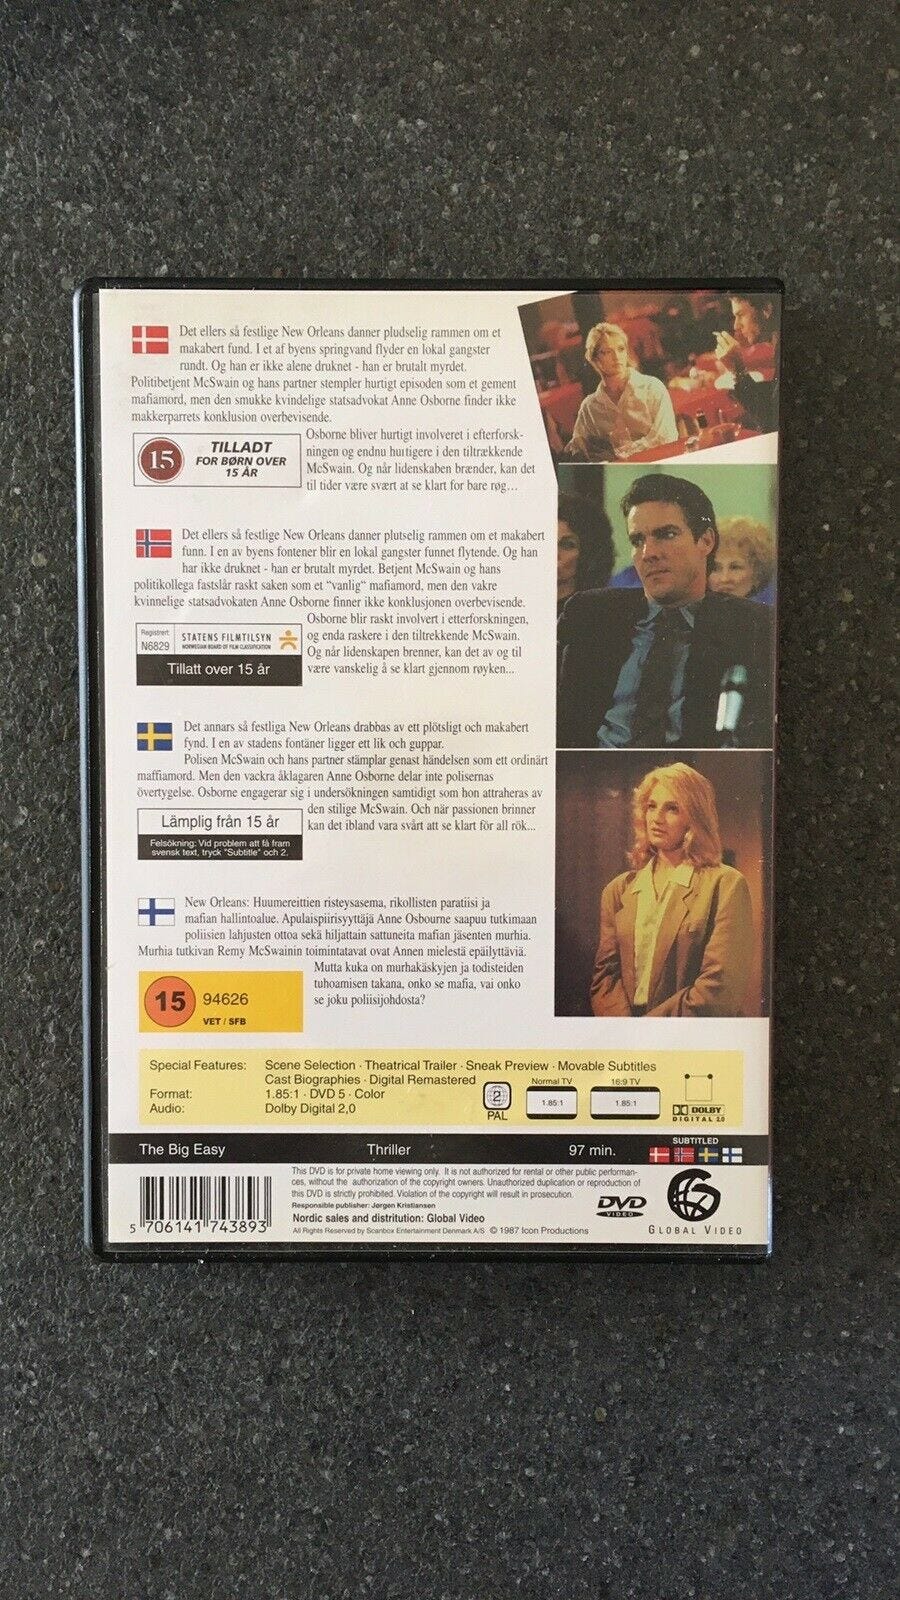 Det ellers så festlige New Orleans danner pludselig rammen om et
makabert fund. I et af byens springvand flyder en lokal gangster
rundt. Og han er ikke alene druknet - han er brutalt myrdet.
Politibetjent McSwain og hans partner stempler hurtigt episoden som et gement
mafiamord, men den smukke kvindelige statsadvokat Anne Osborne finder ikke
makkerparrets konklusion overbevisende.
Osborne bliver hurtigt involveret i efterforsk-
ningen og endnu hurtigere i den tiltrækkende
McSwain. Og når lidenskaben brænder, kan det
til tider være svært at se klart for bare røg...
15
TILLADT
FOR BØRN OVER
15 ÅR
Det ellers så festlige New Orleans danner plutselig rammen om et makabert
funn. I en av byens fontener blir en lokal gangster funnet flytende. Og han
har ikke druknet - han er brutalt myrdet. Betjent McSwain og hans
politikollega fastslår raskt saken som et "vanlig" mafiamord, men den vakre
kvinnelige statsadvokaten Anne Osborne finner ikke konklusjonen overbevisende.
Osborne blir raskt involvert i etterforskningen,
og enda raskere i den tiltrekkende McSwain.
Og når lidenskapen brenner, kan det av og til
være vanskelig å se klart gjennom røyken...
Registrert
N6829
STATENS FILMTILSYN
NORWEGIAN BOARD OF FILM CLASSIFICATION
Tillatt over 15 år
Det annars så festliga New Orleans drabbas av ett plötsligt och makabert
fynd. I en av stadens fontäner ligger ett lik och guppar.
Polisen McSwain och hans partner stämplar genast händelsen som ett ordinärt
maffiamord. Men den vackra åklagaren Anne Osborne delar inte polisernas
övertygelse. Osborne engagerar sig i undersökningen samtidigt som hon attraheras av
den stilige McSwain. Och när passionen brinner
kan det ibland vara svårt att se klart för all rök...
Lämplig från 15 år
Felsökning: Vid problem att få fram
svensk text, tryck "Subtitle" och 2.
New Orleans: Huumereittien risteysasema, rikollisten paratiisi ja
mafian hallintoalue. Apulaispiirisyyttäjä Anne Osbourne saapuu tutkimaan
poliisien lahjusten ottoa sekä hiljattain sattuneita mafian jäsenten murhia.
Murhia tutkivan Remy McSwainin toimintatavat ovat Annen mielestä epäilyttäviä.
Mutta kuka on murhakäskyjen ja todisteiden
tuhoamisen takana, onko se mafia, vai onko
se joku poliisijohdosta?
15
94626
VET / SFB
Special Features: Scene Selection · Theatrical Trailer · Sneak Preview · Movable Subtitles
Cast Biographies · Digital Remastered
Format: 1.85:1 · DVD 5 · Color
Audio: Dolby Digital 2,0
2
PAL
Normal TV
1.85:1
16:9 TV
1.85:1
DOLBY
DIGITAL 2.0
The Big Easy Thriller 97 min.
SUBTITLED
5 706141 743893
This DVD is for private home viewing only. It is not authorized for rental or other public performan-
ces, without the authorization of the copyright owners. Unauthorized duplication or reproduction of
this DVD is strictly prohibited. Violation of the copyright will result in prosecution.
Responsible publisher: Jørgen Kristiansen
Nordic sales and distrition: Global Video
All Rights Reserved by Scanbox Entertainment Denmark A/S © 1987 Icon Productions
DVD
VIDEO
GLOBAL VIDEO